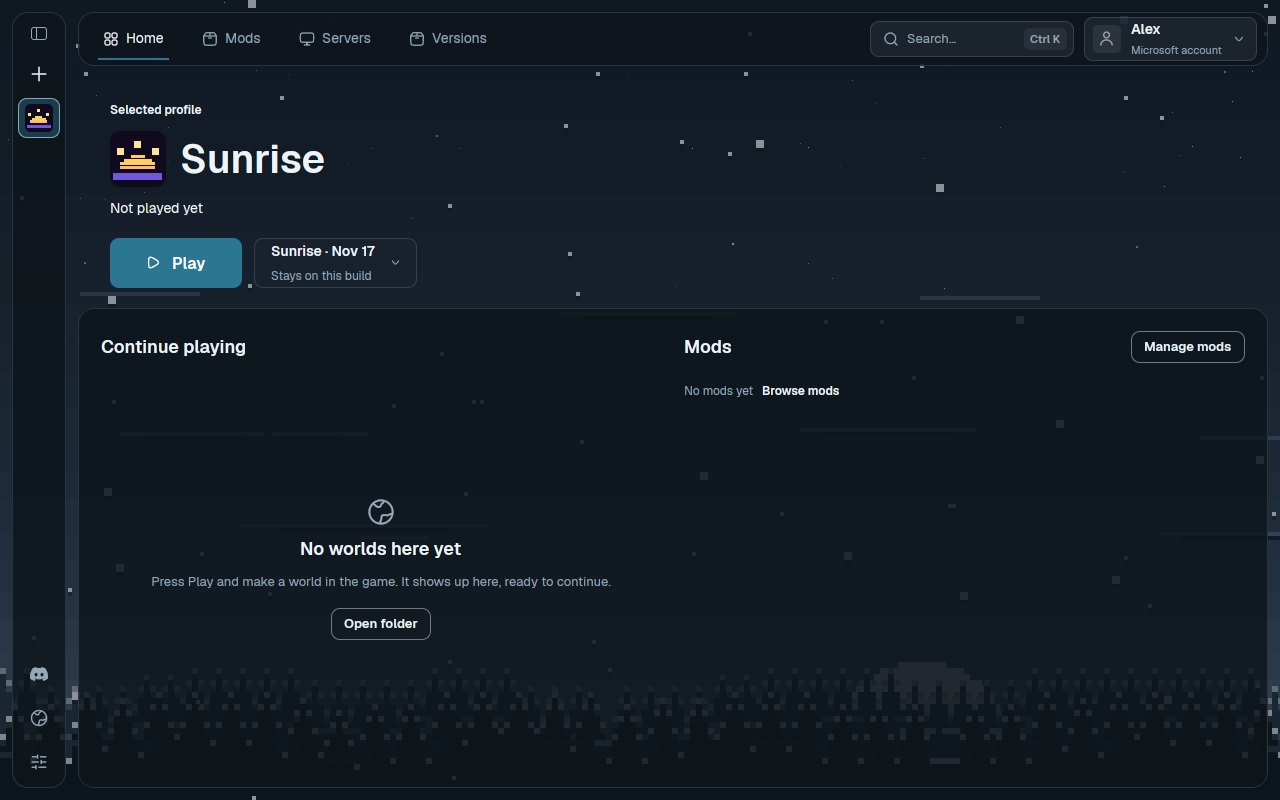 Home
Mods
Servers
Versions
Search...
Ctrl K
Alex
Microsoft account
Selected profile
Sunrise
Not played yet
Play
Sunrise · Nov 17
Stays on this build
Continue playing
Mods
Manage mods
No mods yet Browse mods
No worlds here yet
Press Play and make a world in the game. It shows up here, ready to continue.
Open folder